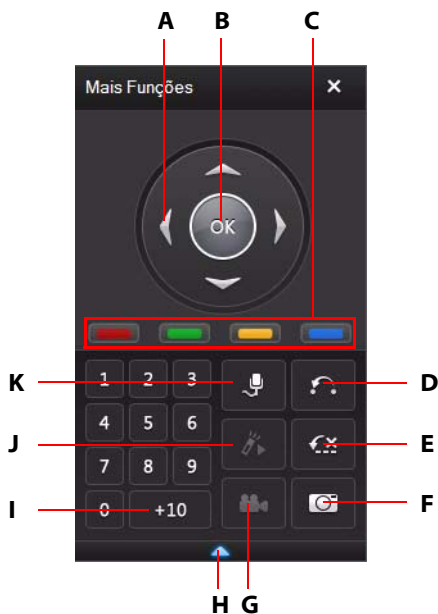 A B C
Mais Funções ×
OK
K 1 2 3 D
4 5 6
J E
7 8 9
F
I 0 +10
H G